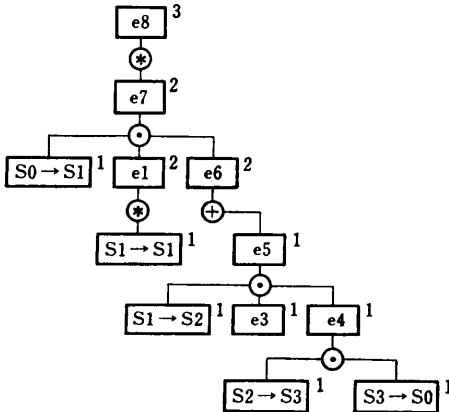 e8 3
*
e7 2
•
S0→S1 1 e1 2 e6 2
* +
S1→S1 1 e5 1
•
S1→S2 1 e3 1 e4 1
•
S2→S3 1 S3→S0 1